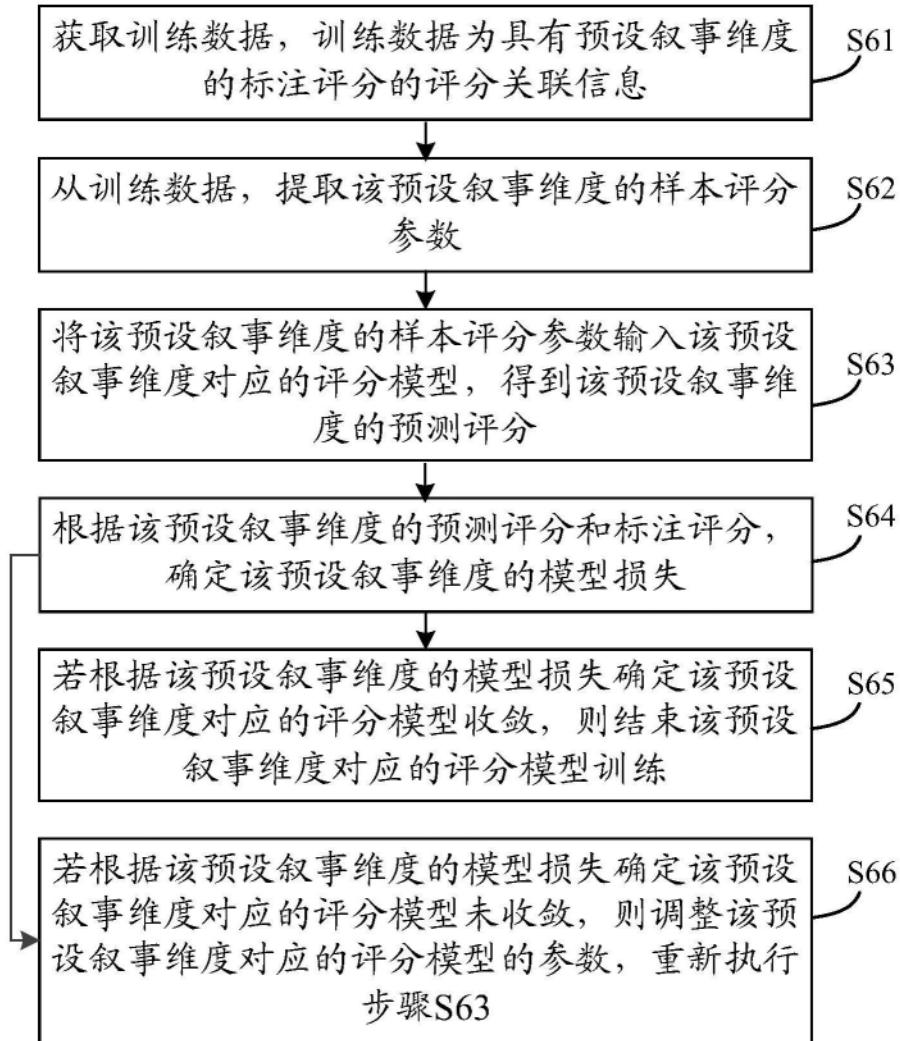 获取训练数据，训练数据为具有预设叙事维度
的标注评分的评分关联信息
S61
从训练数据，提取该预设叙事维度的样本评分
参数
S62
将该预设叙事维度的样本评分参数输入该预设
叙事维度对应的评分模型，得到该预设叙事维
度的预测评分
S63
根据该预设叙事维度的预测评分和标注评分，
确定该预设叙事维度的模型损失
S64
若根据该预设叙事维度的模型损失确定该预设
叙事维度对应的评分模型收敛，则结束该预设
叙事维度对应的评分模型训练
S65
若根据该预设叙事维度的模型损失确定该预设
叙事维度对应的评分模型未收敛，则调整该预
设叙事维度对应的评分模型的参数，重新执行
步骤S63
S66